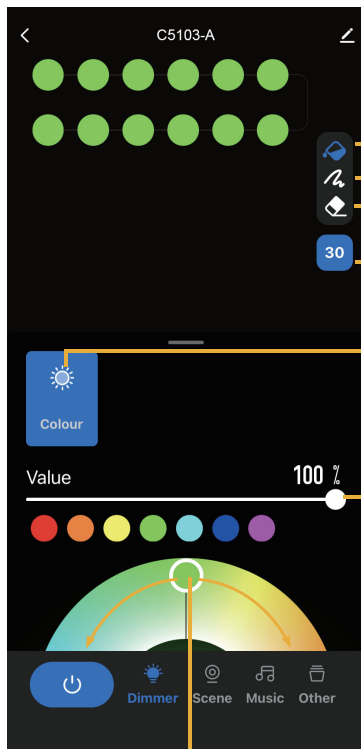 C5103-A
30
Colour
Value 100 %
Dimmer Scene Music Other